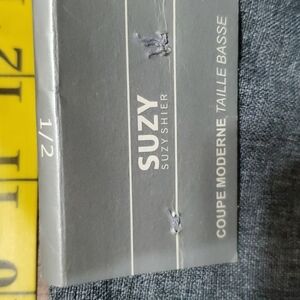 1/2
SUZY
SUZY SHIER
COUPE MODERNE TAILLE BASSE